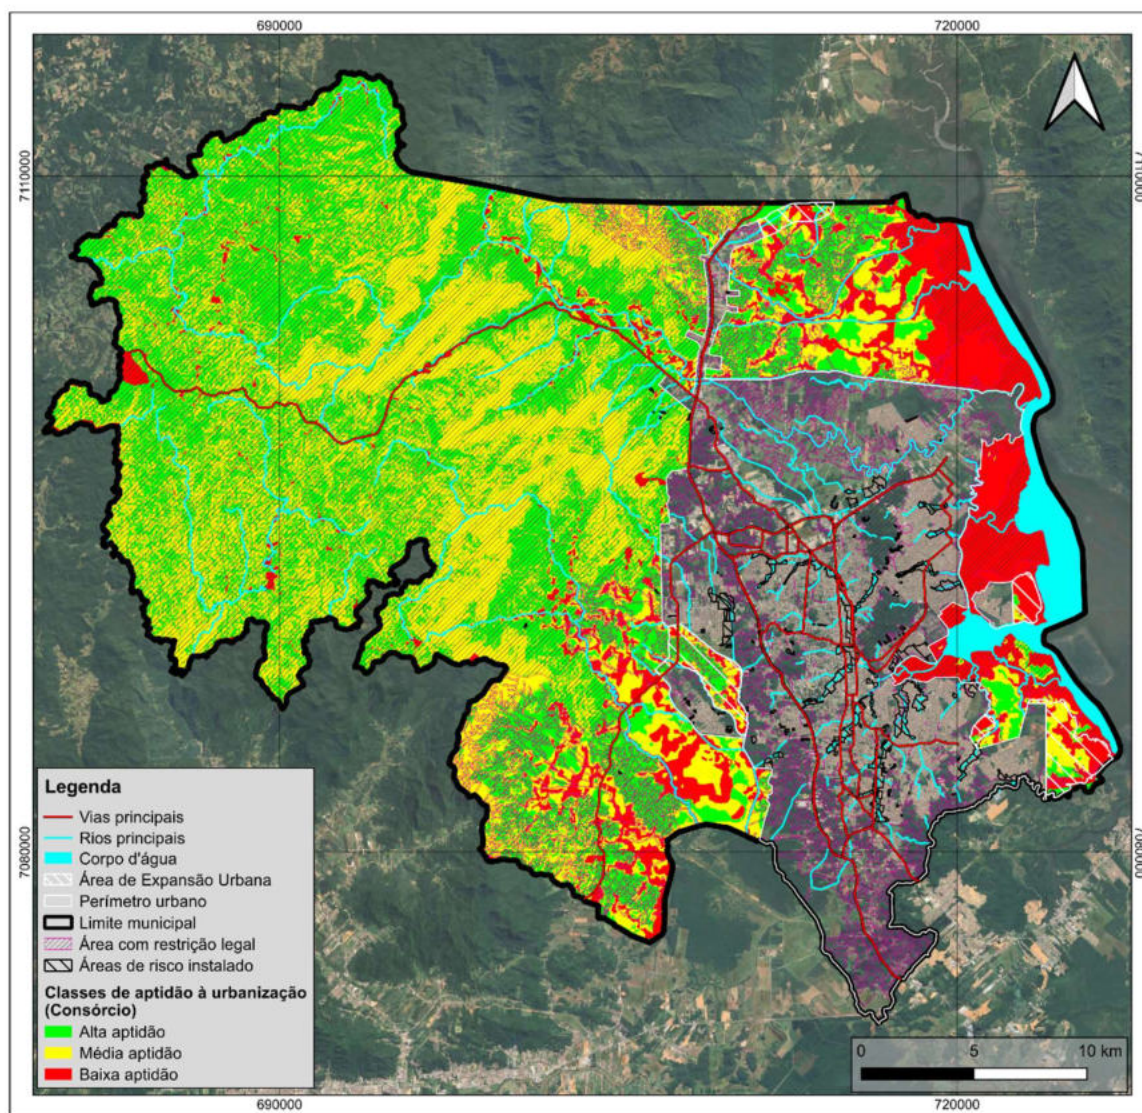 690000
720000
7110000
7110000
Legenda
Vias principais
Rios principais
Corpo d'água
Área de Expansão Urbana
Perímetro urbano
Limite municipal
Área com restrição legal
Áreas de risco instalado
Classes de aptidão à urbanização
(Consórcio)
Alta aptidão
Média aptidão
Baixa aptidão
7080000
7080000
0 5 10 km
690000
720000